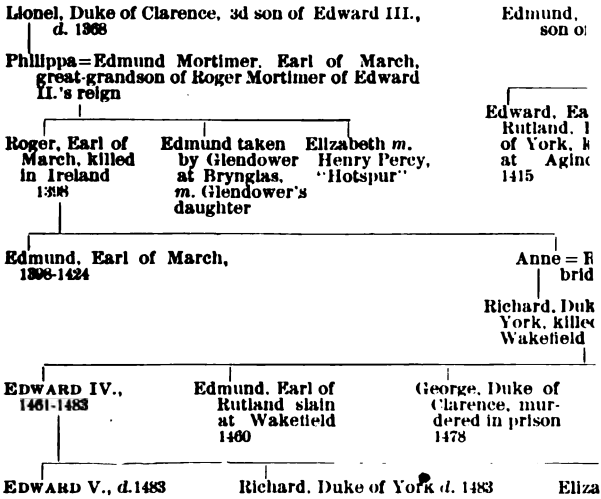 Lionel, Duke of Clarence, 3d son of Edward III.,
d. 1368
Edmund,
son of
Philippa=Edmund Mortimer, Earl of March,
great-grandson of Roger Mortimer of Edward
II.'s reign
Edward, Ea
Rutland, 
of York, k
at Aginc
1415
Roger, Earl of
March, killed
in Ireland
1398
Edmund taken
by Glendower
at Brynglas,
m. Glendower's
daughter
Elizabeth m.
Henry Percy,
"Hotspur"
Edmund, Earl of March,
1398-1424
Anne = R
brid
Richard, Duk
York, killed
Wakefield
EDWARD IV.,
1461-1483
Edmund, Earl of
Rutland slain
at Wakefield
1460
George, Duke of
Clarence, mur-
dered in prison
1478
EDWARD V., d. 1483
Richard, Duke of York d. 1483
Eliza